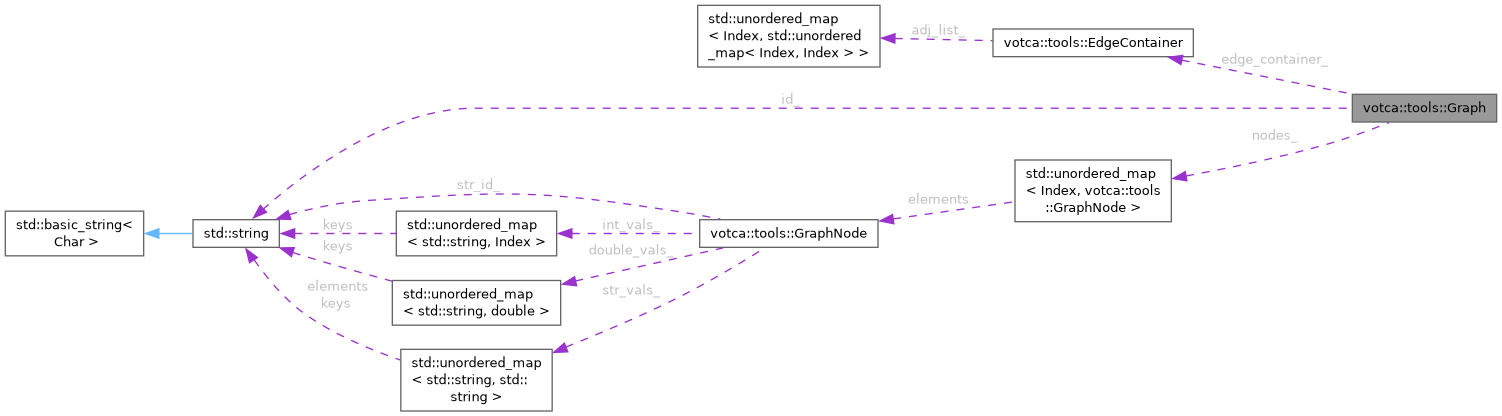 std::unordered_map
< Index, std::unordered
_map< Index, Index > >
adj_list_
votca::tools::EdgeContainer
edge_container_
id_
votca::tools::Graph
nodes_
std::unordered_map
< Index, votca::tools
::GraphNode >
elements
str_id_
std::basic_string<
Char >
std::string
keys
std::unordered_map
< std::string, Index >
int_vals_
votca::tools::GraphNode
keys
double_vals_
std::unordered_map
< std::string, double >
elements
keys
str_vals_
std::unordered_map
< std::string, std::
string >